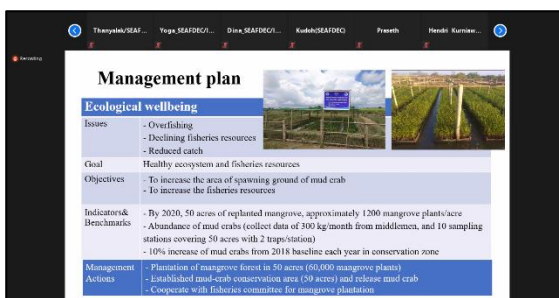 Thanyalak/SEAF...
Yoga_SEAFDEC/I...
Dina_SEAFDEC/I...
Kudoh(SEAFDEC)
Praseth
Hendri Kurniaw...
Recording
Management plan
Ecological wellbeing
Issues
- Overfishing
- Declining fisheries resources
- Reduced catch
Goal
Healthy ecosystem and fisheries resources
Objectives
- To increase the area of spawning ground of mud crab
- To increase the fisheries resources
Indicators&
Benchmarks
- By 2020, 50 acres of replanted mangrove, approximately 1200 mangrove plants/acre
- Abundance of mud crabs (collect data of 300 kg/month from middlemen, and 10 sampling
stations covering 50 acres with 2 traps/station)
- 10% increase of mud crabs from 2018 baseline each year in conservation zone
Management
Actions
- Plantation of mangrove forest in 50 acres (60,000 mangrove plants)
- Established mud-crab conservation area (50 acres) and release mud crab
- Cooperate with fisheries committee for mangrove plantation